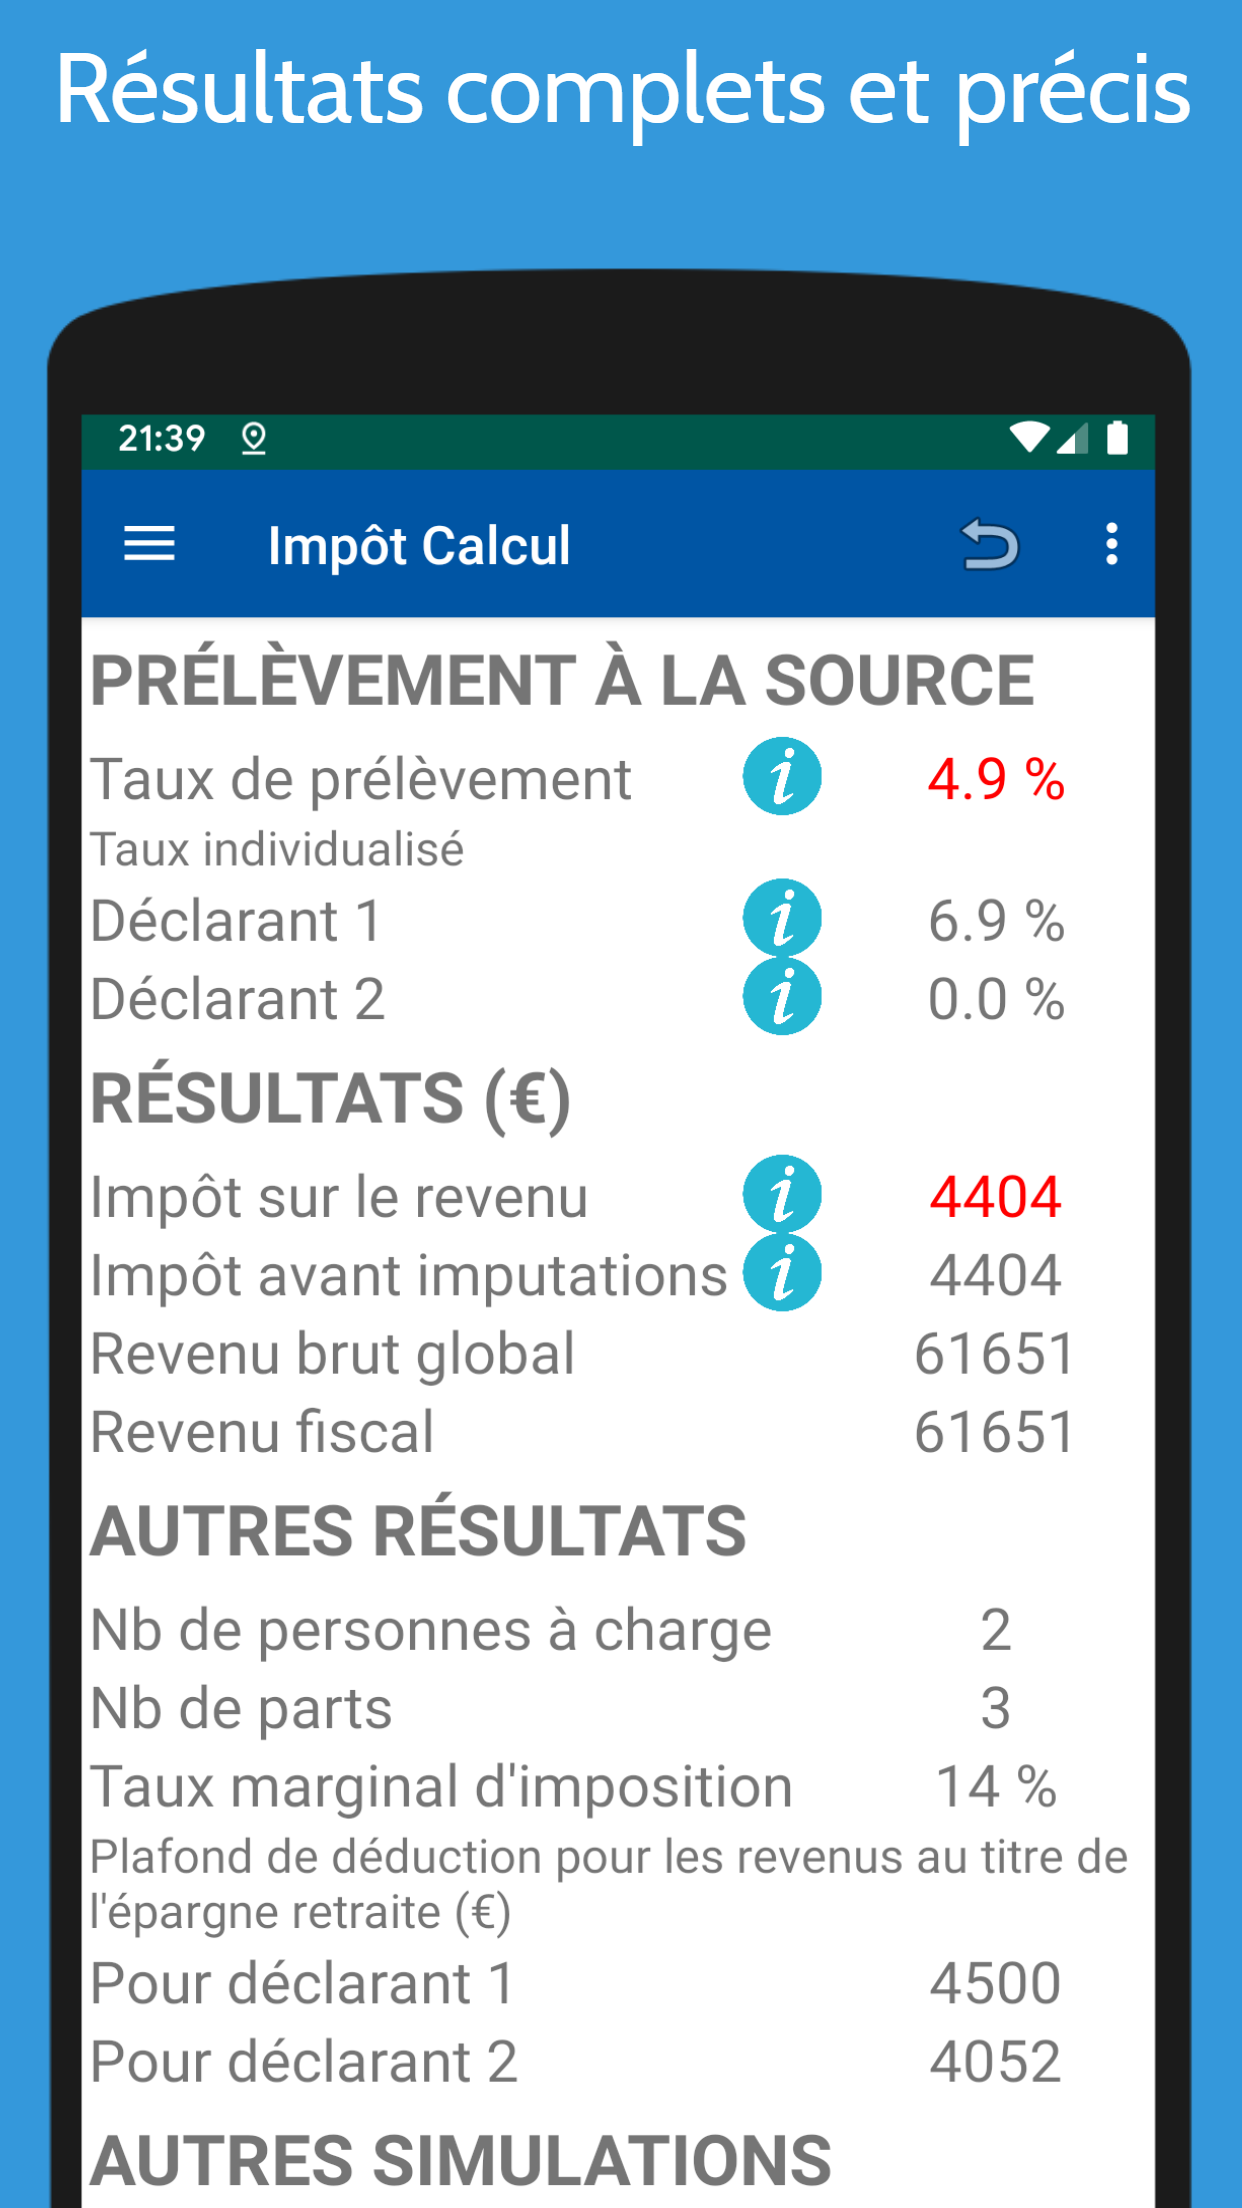 Résultats complets et précis
21:39
Impôt Calcul
PRÉLÈVEMENT À LA SOURCE
Taux de prélèvement i 4.9 %
Taux individualisé
Déclarant 1 i 6.9 %
Déclarant 2 i 0.0 %
RÉSULTATS (€)
Impôt sur le revenu i 4404
Impôt avant imputations i 4404
Revenu brut global 61651
Revenu fiscal 61651
AUTRES RÉSULTATS
Nb de personnes à charge 2
Nb de parts 3
Taux marginal d'imposition 14 %
Plafond de déduction pour les revenus au titre de
l'épargne retraite (€)
Pour déclarant 1 4500
Pour déclarant 2 4052
AUTRES SIMULATIONS